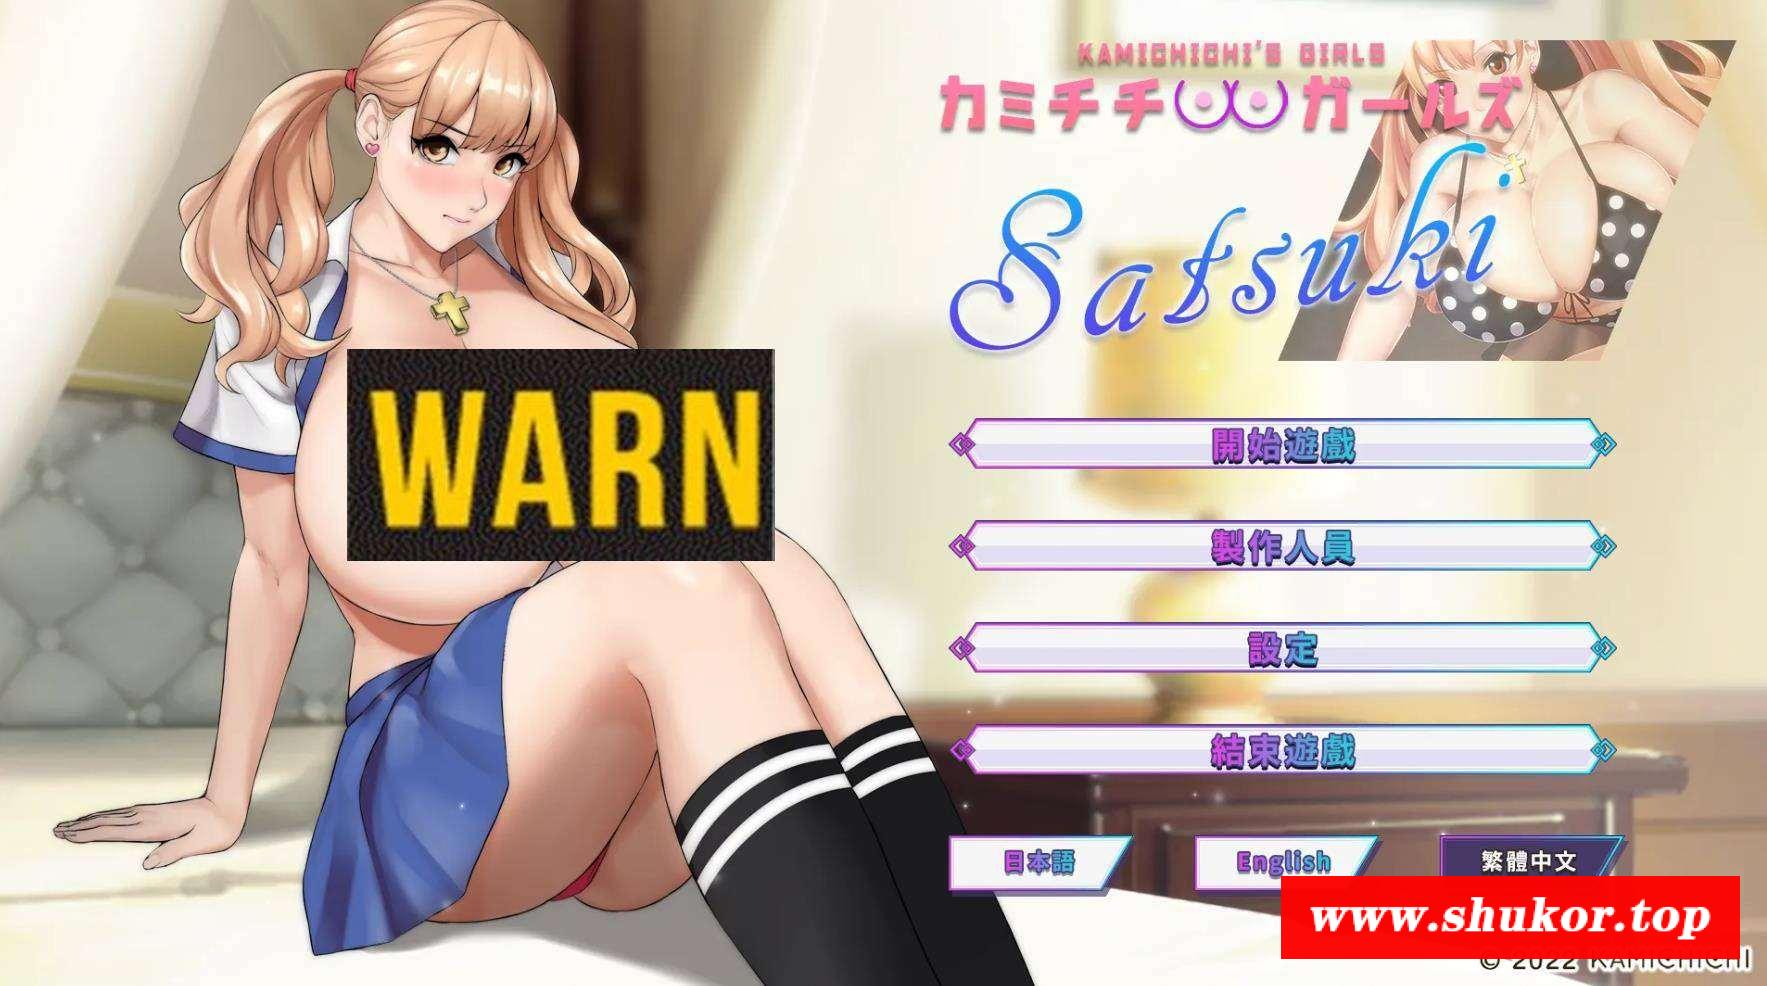 KAMICHICHI'S GIRLS
カミチチガールズ
Satsuki
WARN
開始遊戲
製作人員
設定
結束遊戲
日本語
English
繁體中文
www.shukor.top
© 2022 KAMICHICHI